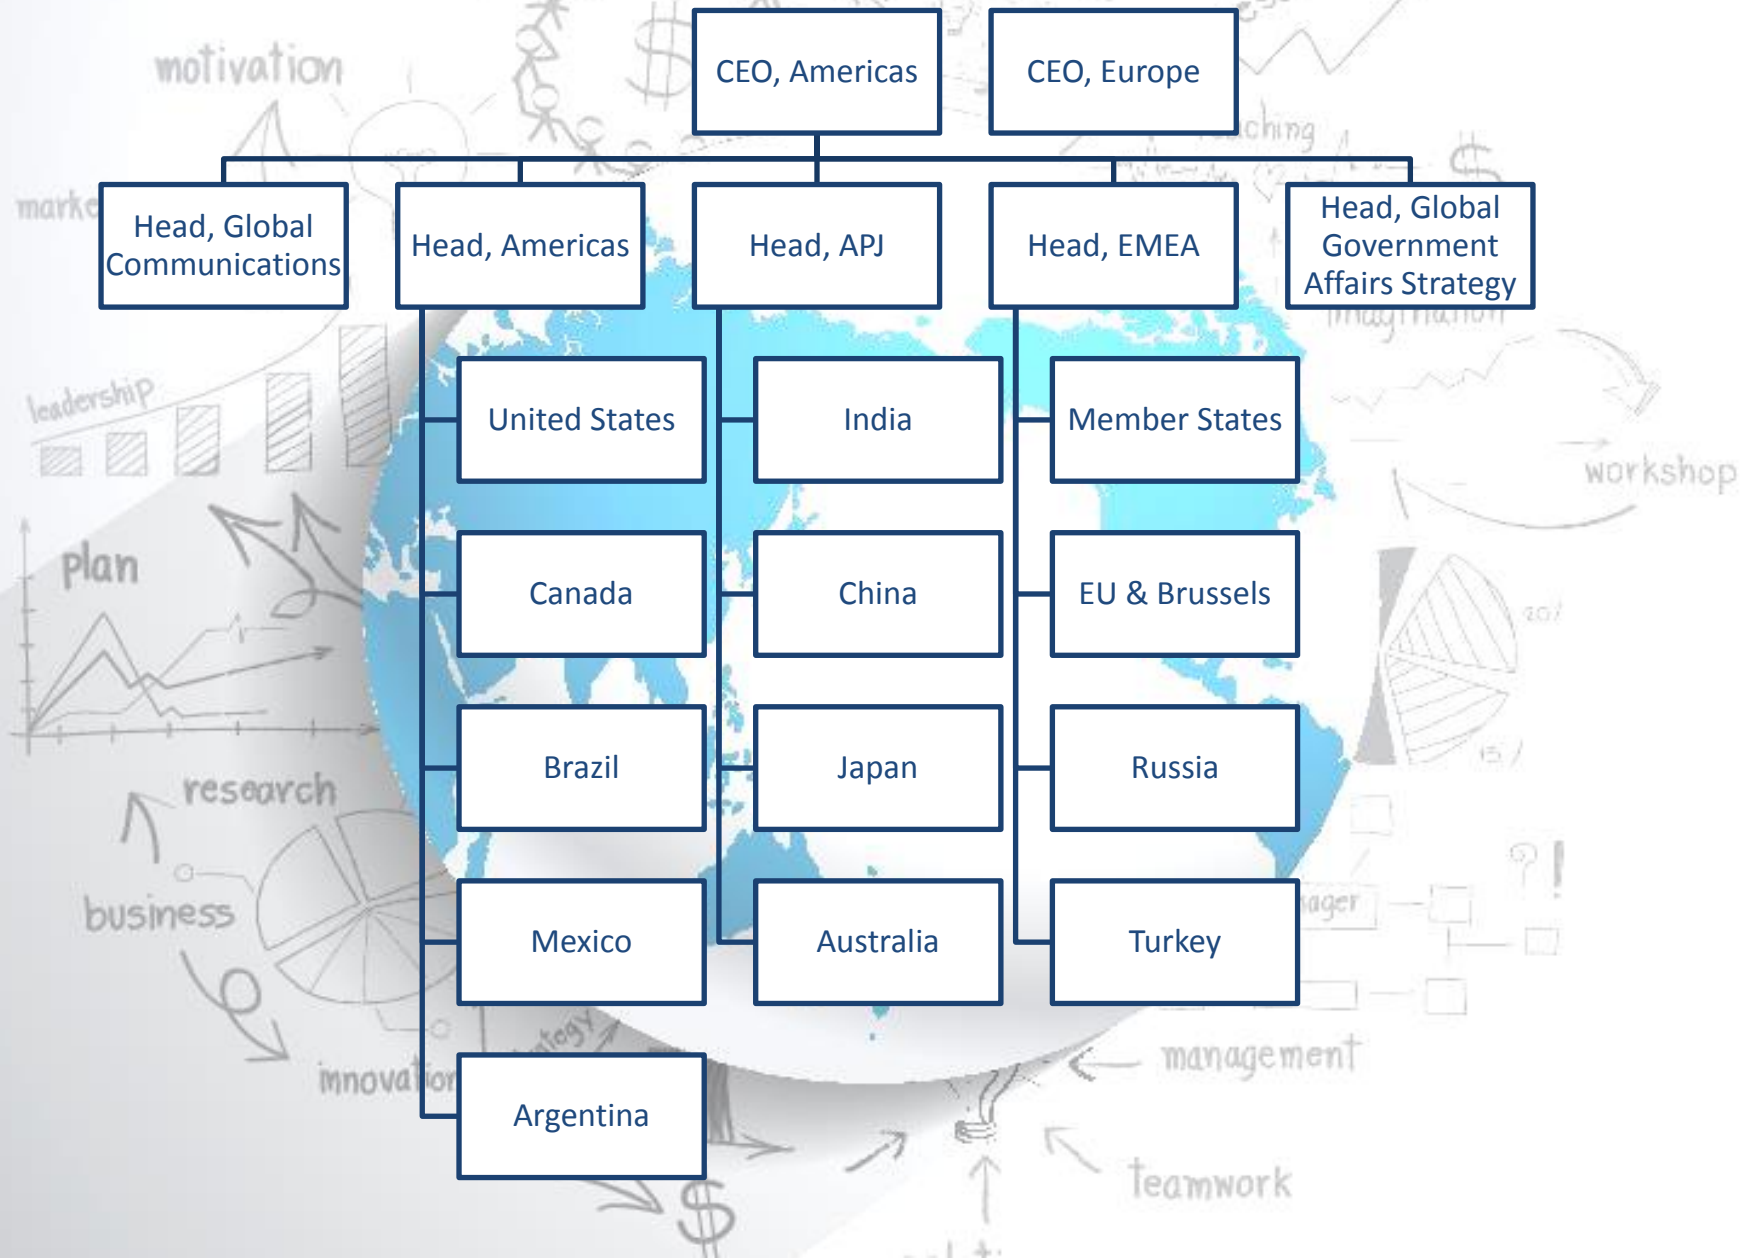 CEO, Americas
CEO, Europe
motivation
Head, Global
Communications
Head, Americas
Head, APJ
Head, EMEA
Head, Global
Government
Affairs Strategy
leadership
United States
India
Member States
workshop
plan
Canada
China
EU & Brussels
20%
Brazil
Japan
Russia
15%
research
business
Mexico
Australia
Turkey
? !
management
Argentina
teamwork
$